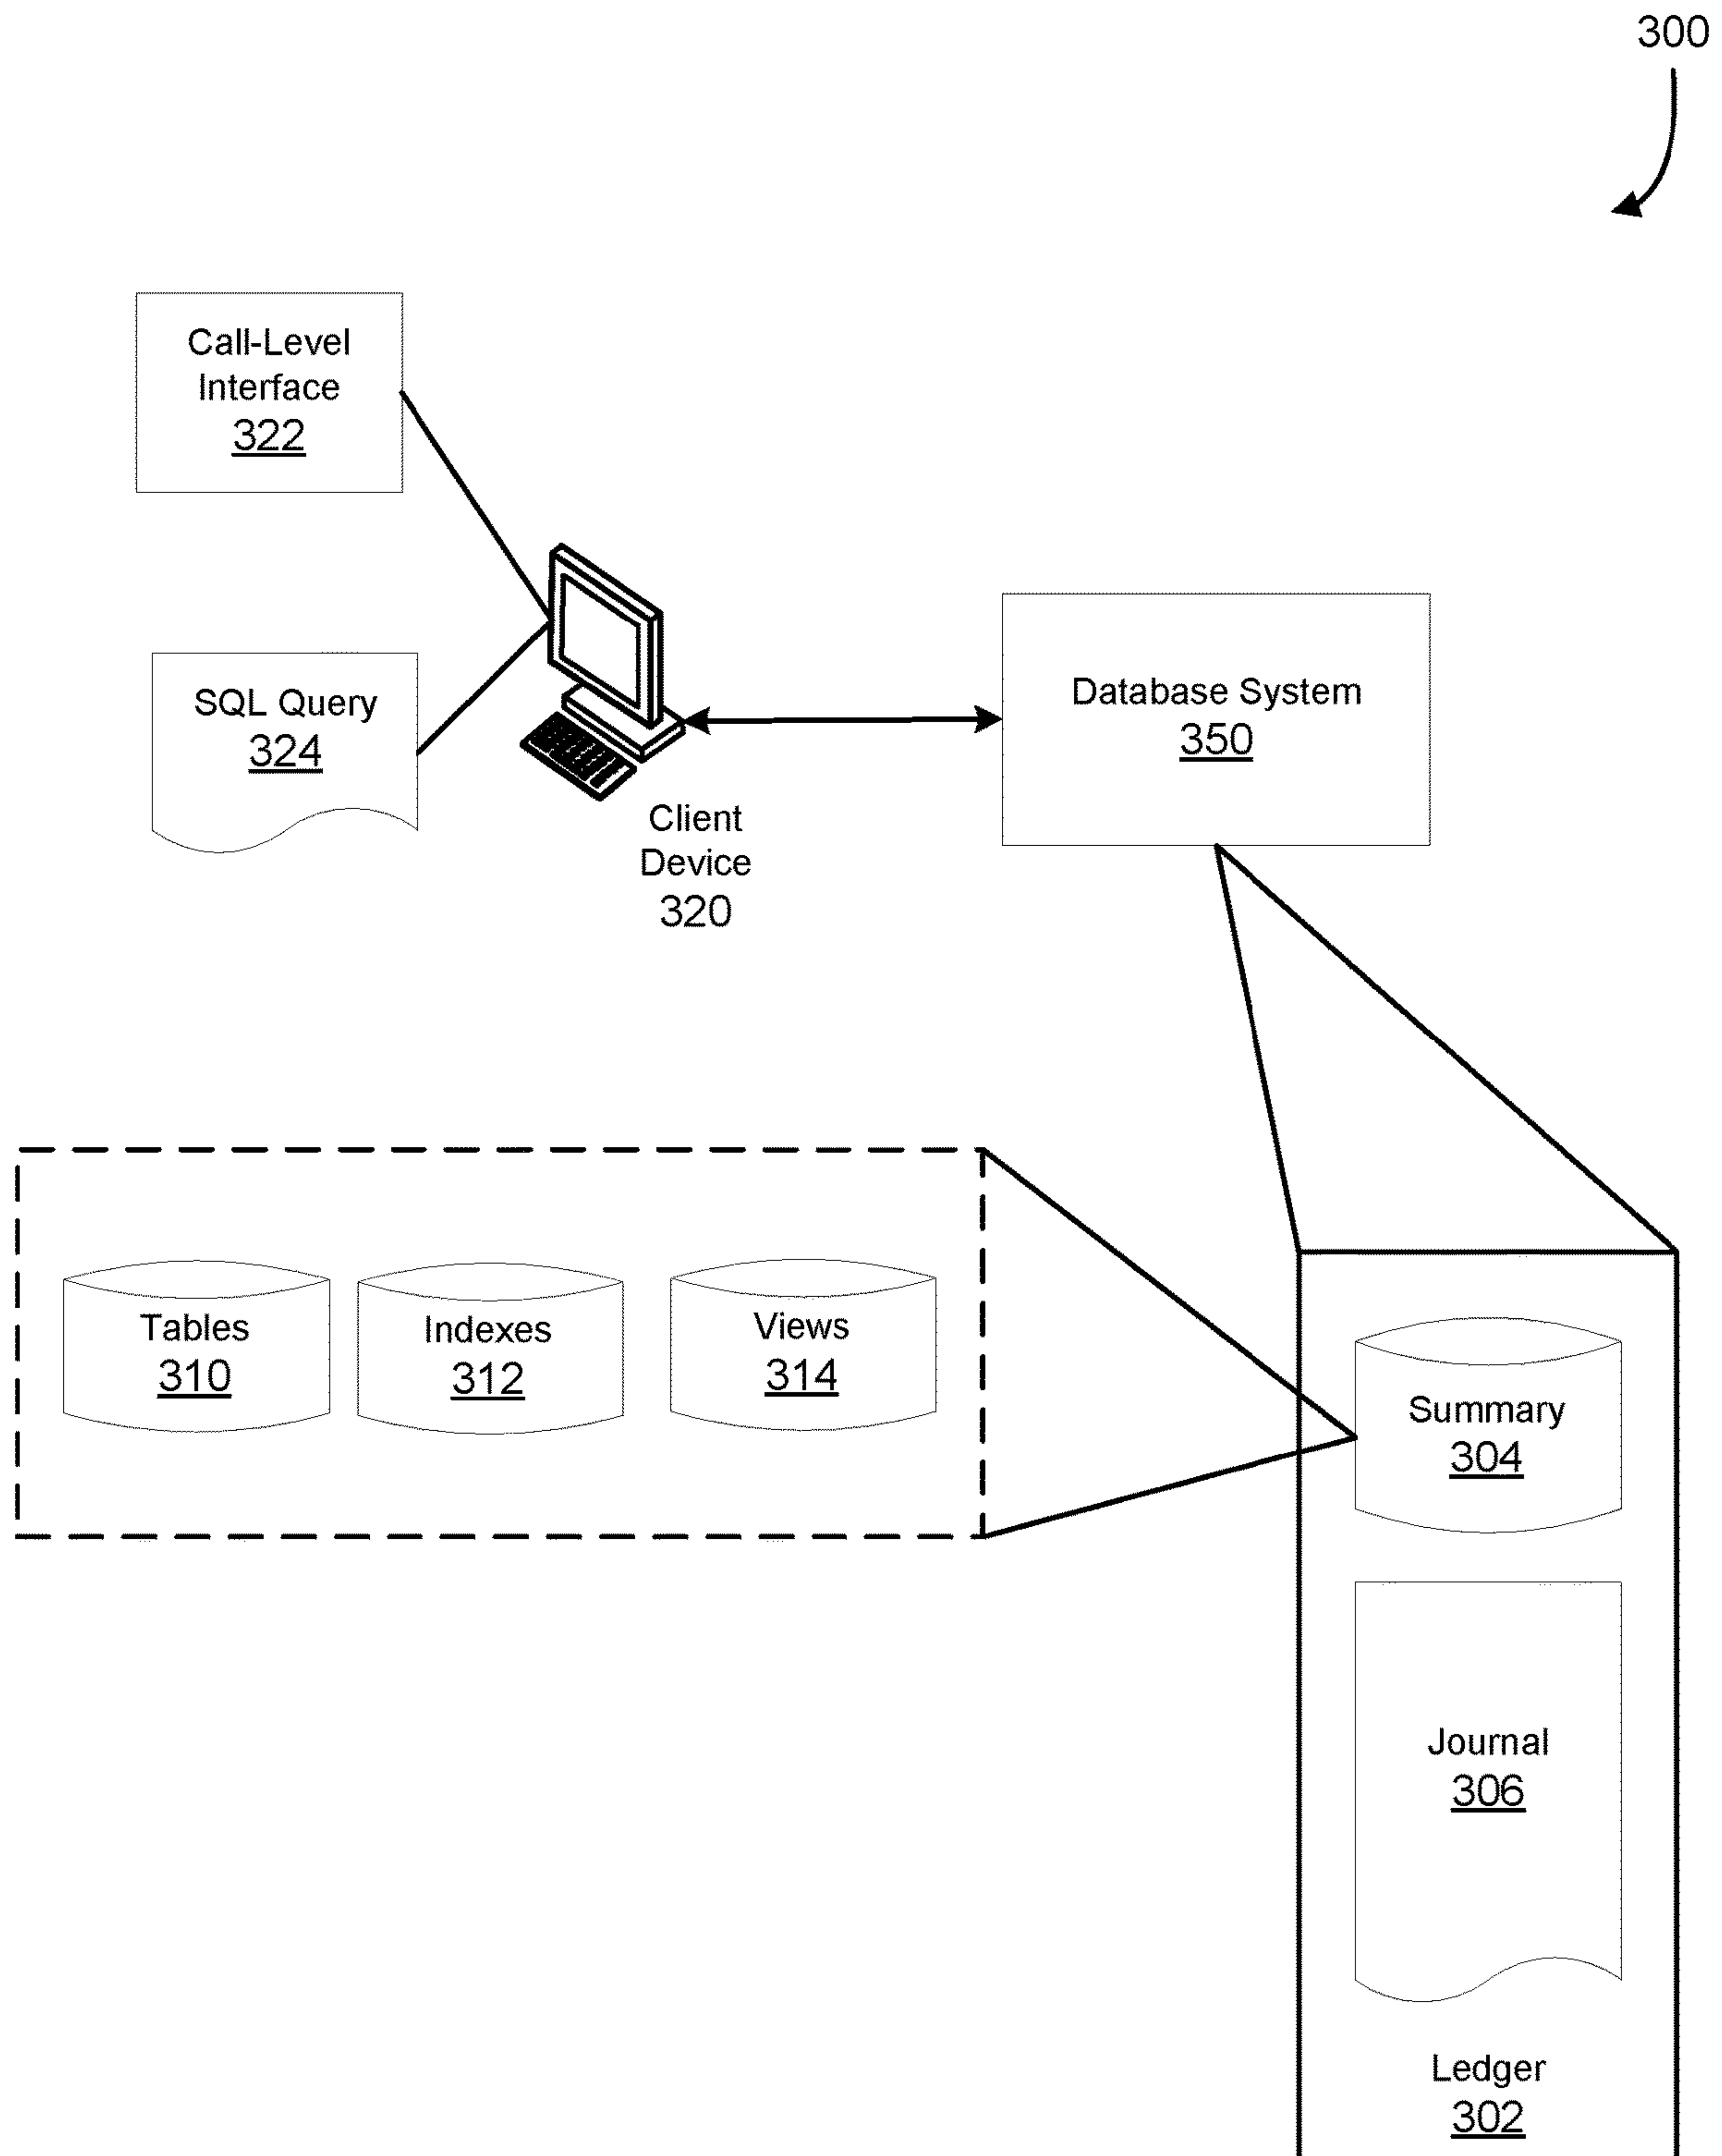 300
Call-Level
Interface
322
SQL Query
324
Client
Device
320
Database System
350
Tables
310
Indexes
312
Views
314
Summary
304
Journal
306
Ledger
302